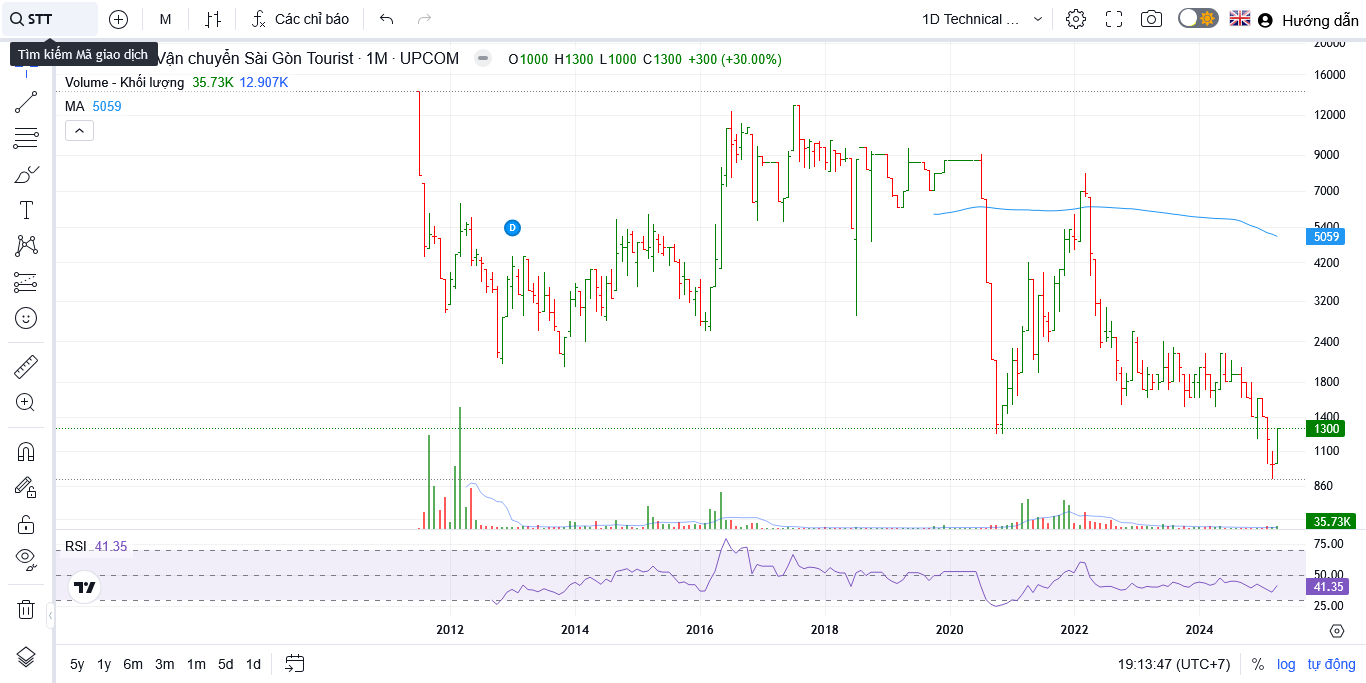 STT
M
Các chỉ báo
1D Technical ...
Hướng dẫn
Tìm kiếm Mã giao dịch
Vận chuyển Sài Gòn Tourist · 1M · UPCOM
O1000 H1300 L1000 C1300 +300 (+30.00%)
Volume - Khối lượng 35.73K 12.907K
MA 5059
D
20000
16000
12000
9000
7000
5400
5059
4200
3200
2400
1800
1400
1300
1100
860
35.73K
RSI 41.35
75.00
50.00
41.35
25.00
2012 2014 2016 2018 2020 2022 2024
5y 1y 6m 3m 1m 5d 1d
19:13:47 (UTC+7) % log tự động